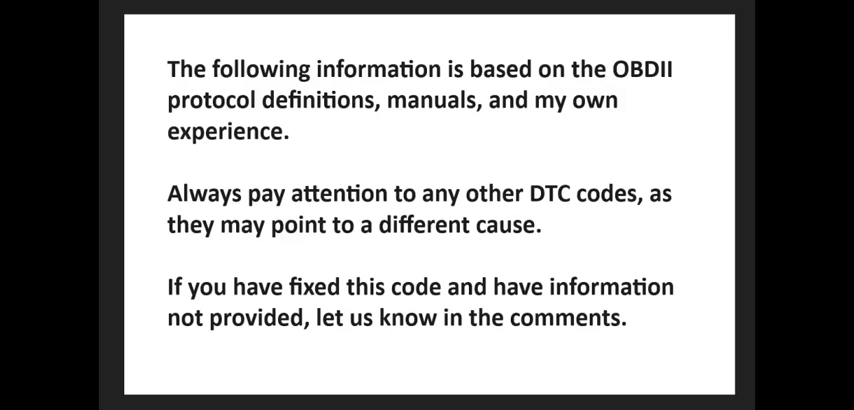 The following information is based on the OBDII
protocol definitions, manuals, and my own
experience.
Always pay attention to any other DTC codes, as
they may point to a different cause.
If you have fixed this code and have information
not provided, let us know in the comments.